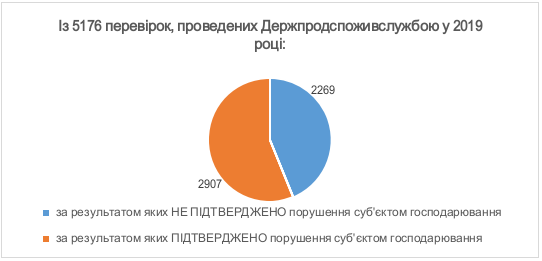 Із 5176 перевірок, проведених Держпродспоживслужбою у 2019
році:
2269
2907
за результатом яких НЕ ПІДТВЕРДЖЕНО порушення суб'єктом господарювання
за результатом яких ПІДТВЕРДЖЕНО порушення суб'єктом господарювання